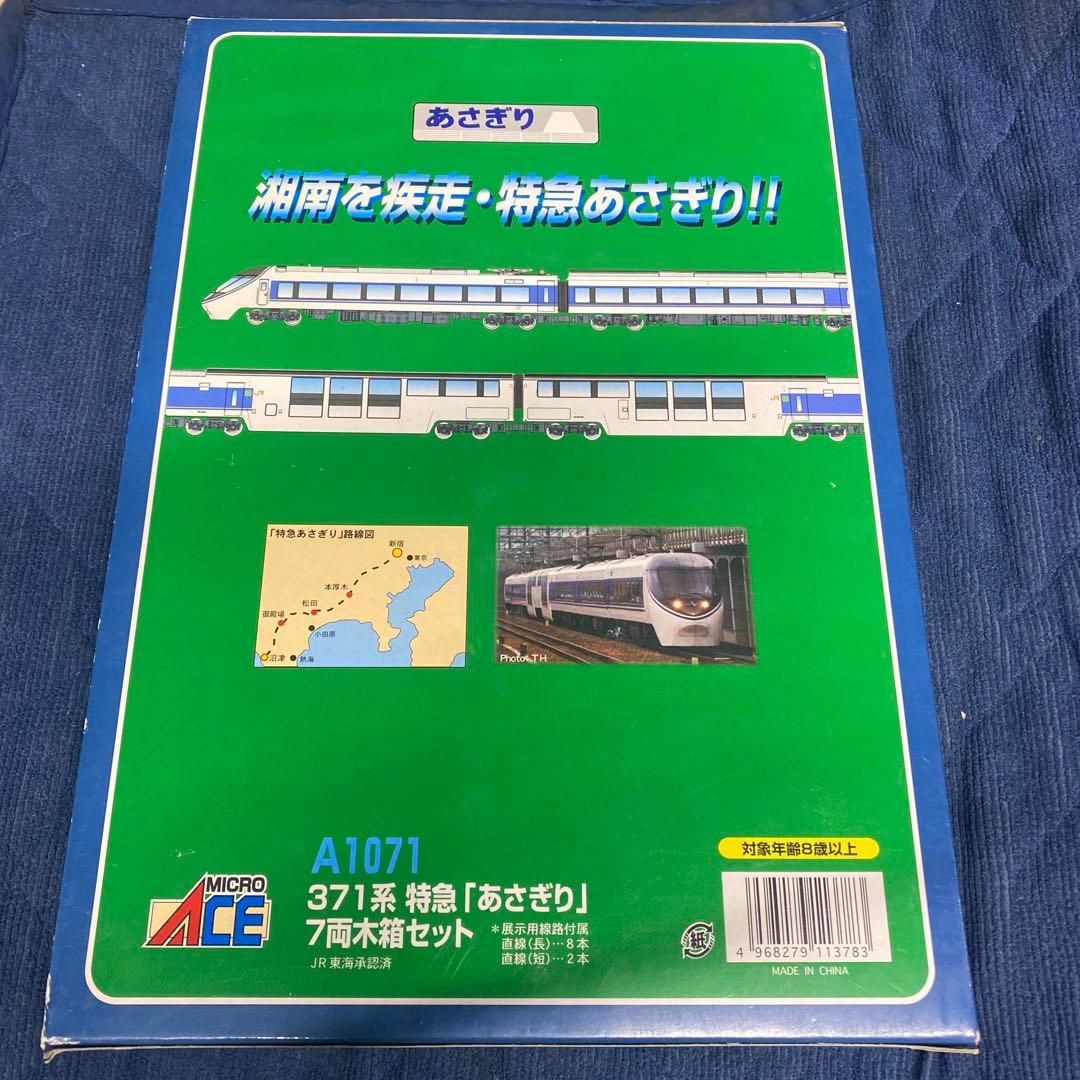 あさぎり
湘南を疾走・特急あさぎり!!
JR
JR
「特急あさぎり」路線図
新宿
東京
本厚木
松田
御殿場
小田原
沼津
熱海
Photo: T H
A1071
MICRO
ACE
371系 特急「あさぎり」
7両木箱セット
＊展示用線路付属
直線(長)…8本
直線(短)…2本
JR東海承認済
対象年齢8歳以上
紙
4 968279 113783
MADE IN CHINA